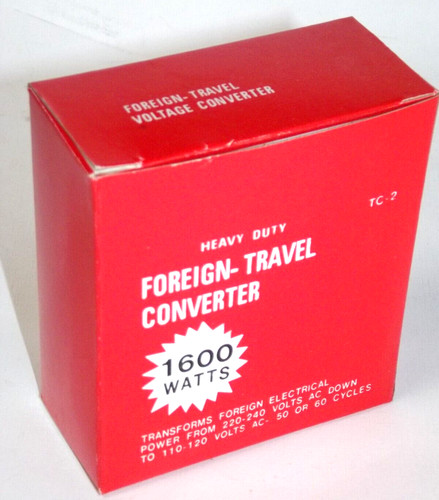 FOREIGN-TRAVEL
VOLTAGE CONVERTER
TC-2
HEAVY DUTY
FOREIGN-TRAVEL
CONVERTER
1600
WATTS
TRANSFORMS FOREIGN ELECTRICAL
POWER FROM 220-240 VOLTS AC DOWN
TO 110-120 VOLTS AC- 50 OR 60 CYCLES